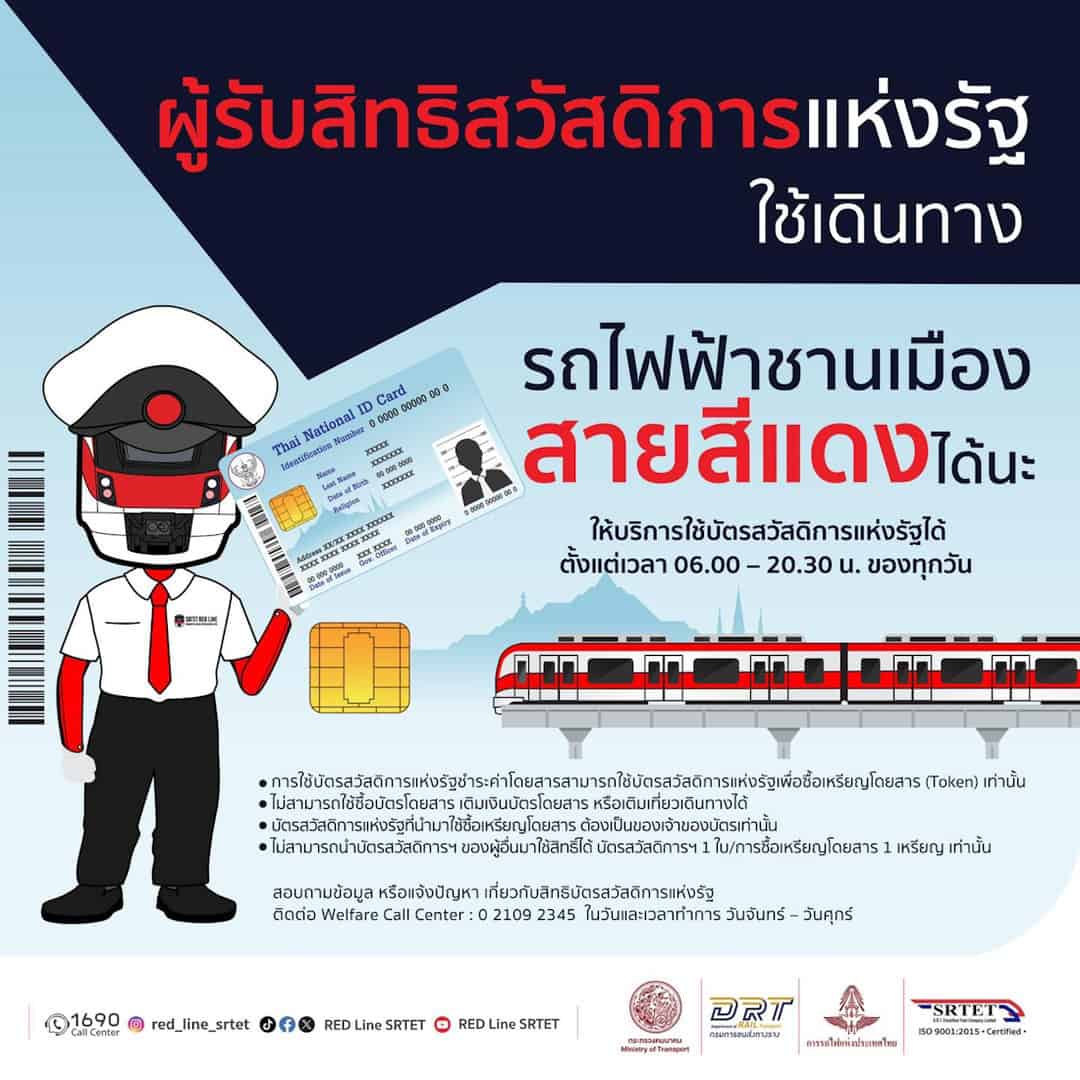 ผู้รับสิทธิสวัสดิการแห่งรัฐ
ใช้เดินทาง
รถไฟฟ้าชานเมือง
สายสีแดงได้นะ
ให้บริการใช้บัตรสวัสดิการแห่งรัฐได้
ตั้งแต่เวลา 06.00 – 20.30 น. ของทุกวัน
Thai National ID Card
Identification Number 0 0000 00000 00 0
Name XXXXX
Last Name XXXXXXX
Date of Birth 00 000 0000
Religion XXXXXXX
Address XX/XX XXXX XXXXXX
XXXX XXXX XXXX XXXX
00 000 0000
Date of Issue
XXX XXXX
Gov. Officer
00 000 0000
Date of Expiry
0 0000 00000 00 0
SRTET RED LINE
• การใช้บัตรสวัสดิการแห่งรัฐชำระค่าโดยสารสามารถใช้บัตรสวัสดิการแห่งรัฐเพื่อซื้อเหรียญโดยสาร (Token) เท่านั้น
• ไม่สามารถใช้ซื้อบัตรโดยสาร เติมเงินบัตรโดยสาร หรือเติมเที่ยวเดินทางได้
• บัตรสวัสดิการแห่งรัฐที่นำมาใช้ซื้อเหรียญโดยสาร ต้องเป็นของเจ้าของบัตรเท่านั้น
• ไม่สามารถนำบัตรสวัสดิการฯ ของผู้อื่นมาใช้สิทธิ์ได้ บัตรสวัสดิการฯ 1 ใบ/การซื้อเหรียญโดยสาร 1 เหรียญ เท่านั้น
สอบถามข้อมูล หรือแจ้งปัญหา เกี่ยวกับสิทธิบัตรสวัสดิการแห่งรัฐ
ติดต่อ Welfare Call Center : 0 2109 2345 ในวันและเวลาทำการ วันจันทร์ – วันศุกร์
1690
Call Center
red_line_srtet
RED Line SRTET
RED Line SRTET
กระทรวงคมนาคม
Ministry of Transport
DRT
Department of RAIL Transport
กรมการขนส่งทางราง
การรถไฟแห่งประเทศไทย
SRTET
ISO 9001:2015 • Certified •